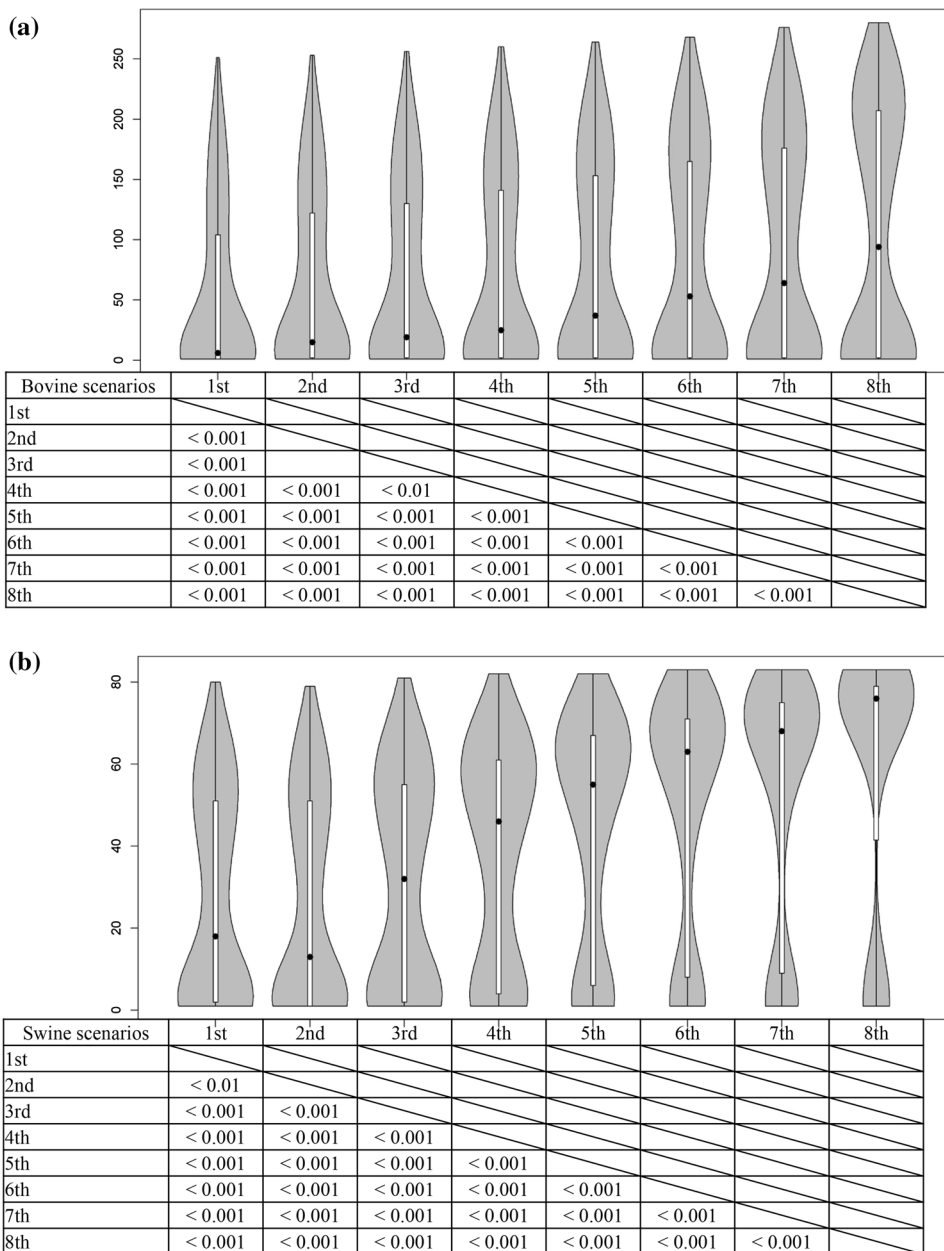 (a)
250
200
150
100
50
0
Bovine scenarios 1st 2nd 3rd 4th 5th 6th 7th 8th
1st
2nd < 0.001
3rd < 0.001
4th < 0.001 < 0.001 < 0.01
5th < 0.001 < 0.001 < 0.001 < 0.001
6th < 0.001 < 0.001 < 0.001 < 0.001 < 0.001
7th < 0.001 < 0.001 < 0.001 < 0.001 < 0.001 < 0.001
8th < 0.001 < 0.001 < 0.001 < 0.001 < 0.001 < 0.001 < 0.001
(b)
80
60
40
20
0
Swine scenarios 1st 2nd 3rd 4th 5th 6th 7th 8th
1st
2nd < 0.01
3rd < 0.001 < 0.001
4th < 0.001 < 0.001 < 0.001
5th < 0.001 < 0.001 < 0.001 < 0.001
6th < 0.001 < 0.001 < 0.001 < 0.001 < 0.001
7th < 0.001 < 0.001 < 0.001 < 0.001 < 0.001 < 0.001
8th < 0.001 < 0.001 < 0.001 < 0.001 < 0.001 < 0.001 < 0.001